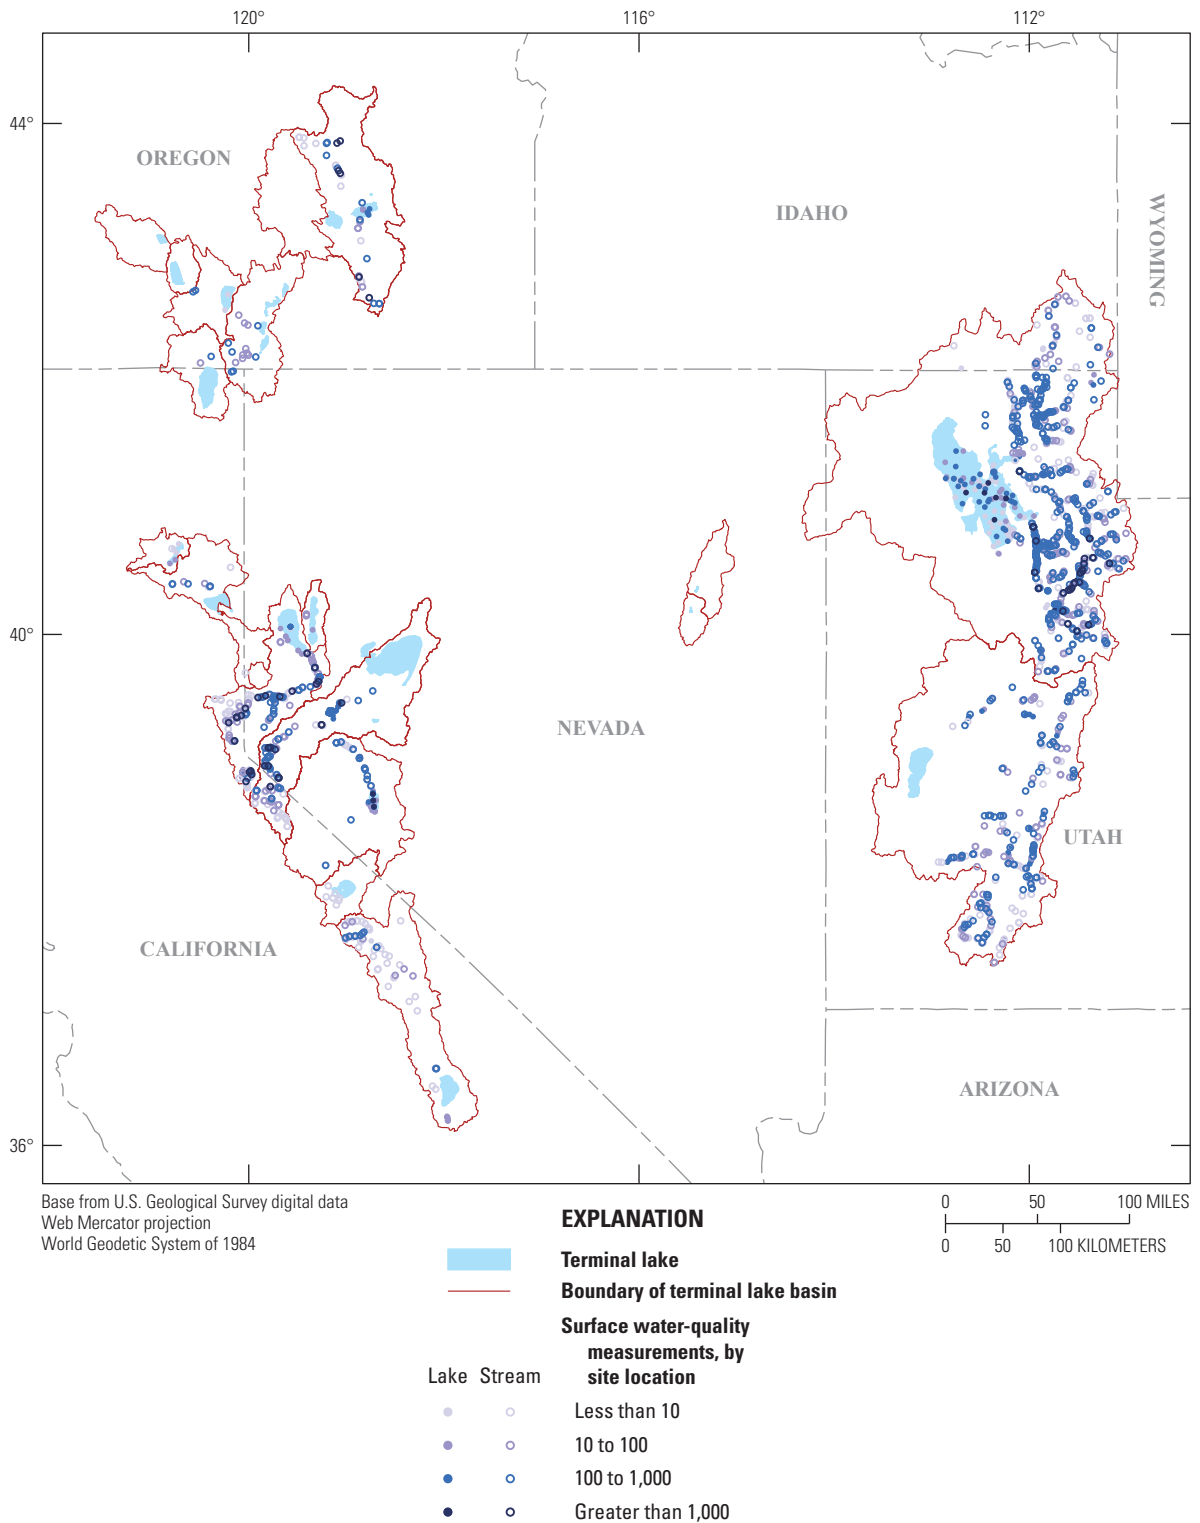 120°
116°
112°
44°
OREGON
IDAHO
WYOMING
40°
NEVADA
UTAH
CALIFORNIA
ARIZONA
36°
Base from U.S. Geological Survey digital data
Web Mercator projection
World Geodetic System of 1984
0 50 100 MILES
0 50 100 KILOMETERS
EXPLANATION
Terminal lake
Boundary of terminal lake basin
Surface water-quality
measurements, by
site location
Lake Stream
Less than 10
10 to 100
100 to 1,000
Greater than 1,000